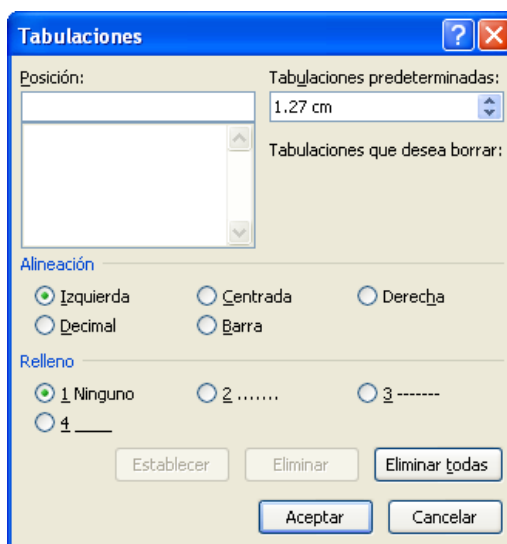 Tabulaciones
Posición:
Tabulaciones predeterminadas:
1.27 cm
Tabulaciones que desea borrar:
Alineación
Izquierda Centrada Derecha
Decimal Barra
Relleno
1 Ninguno 2 ....... 3 -------
4 ____
Establecer Eliminar Eliminar todas
Aceptar Cancelar